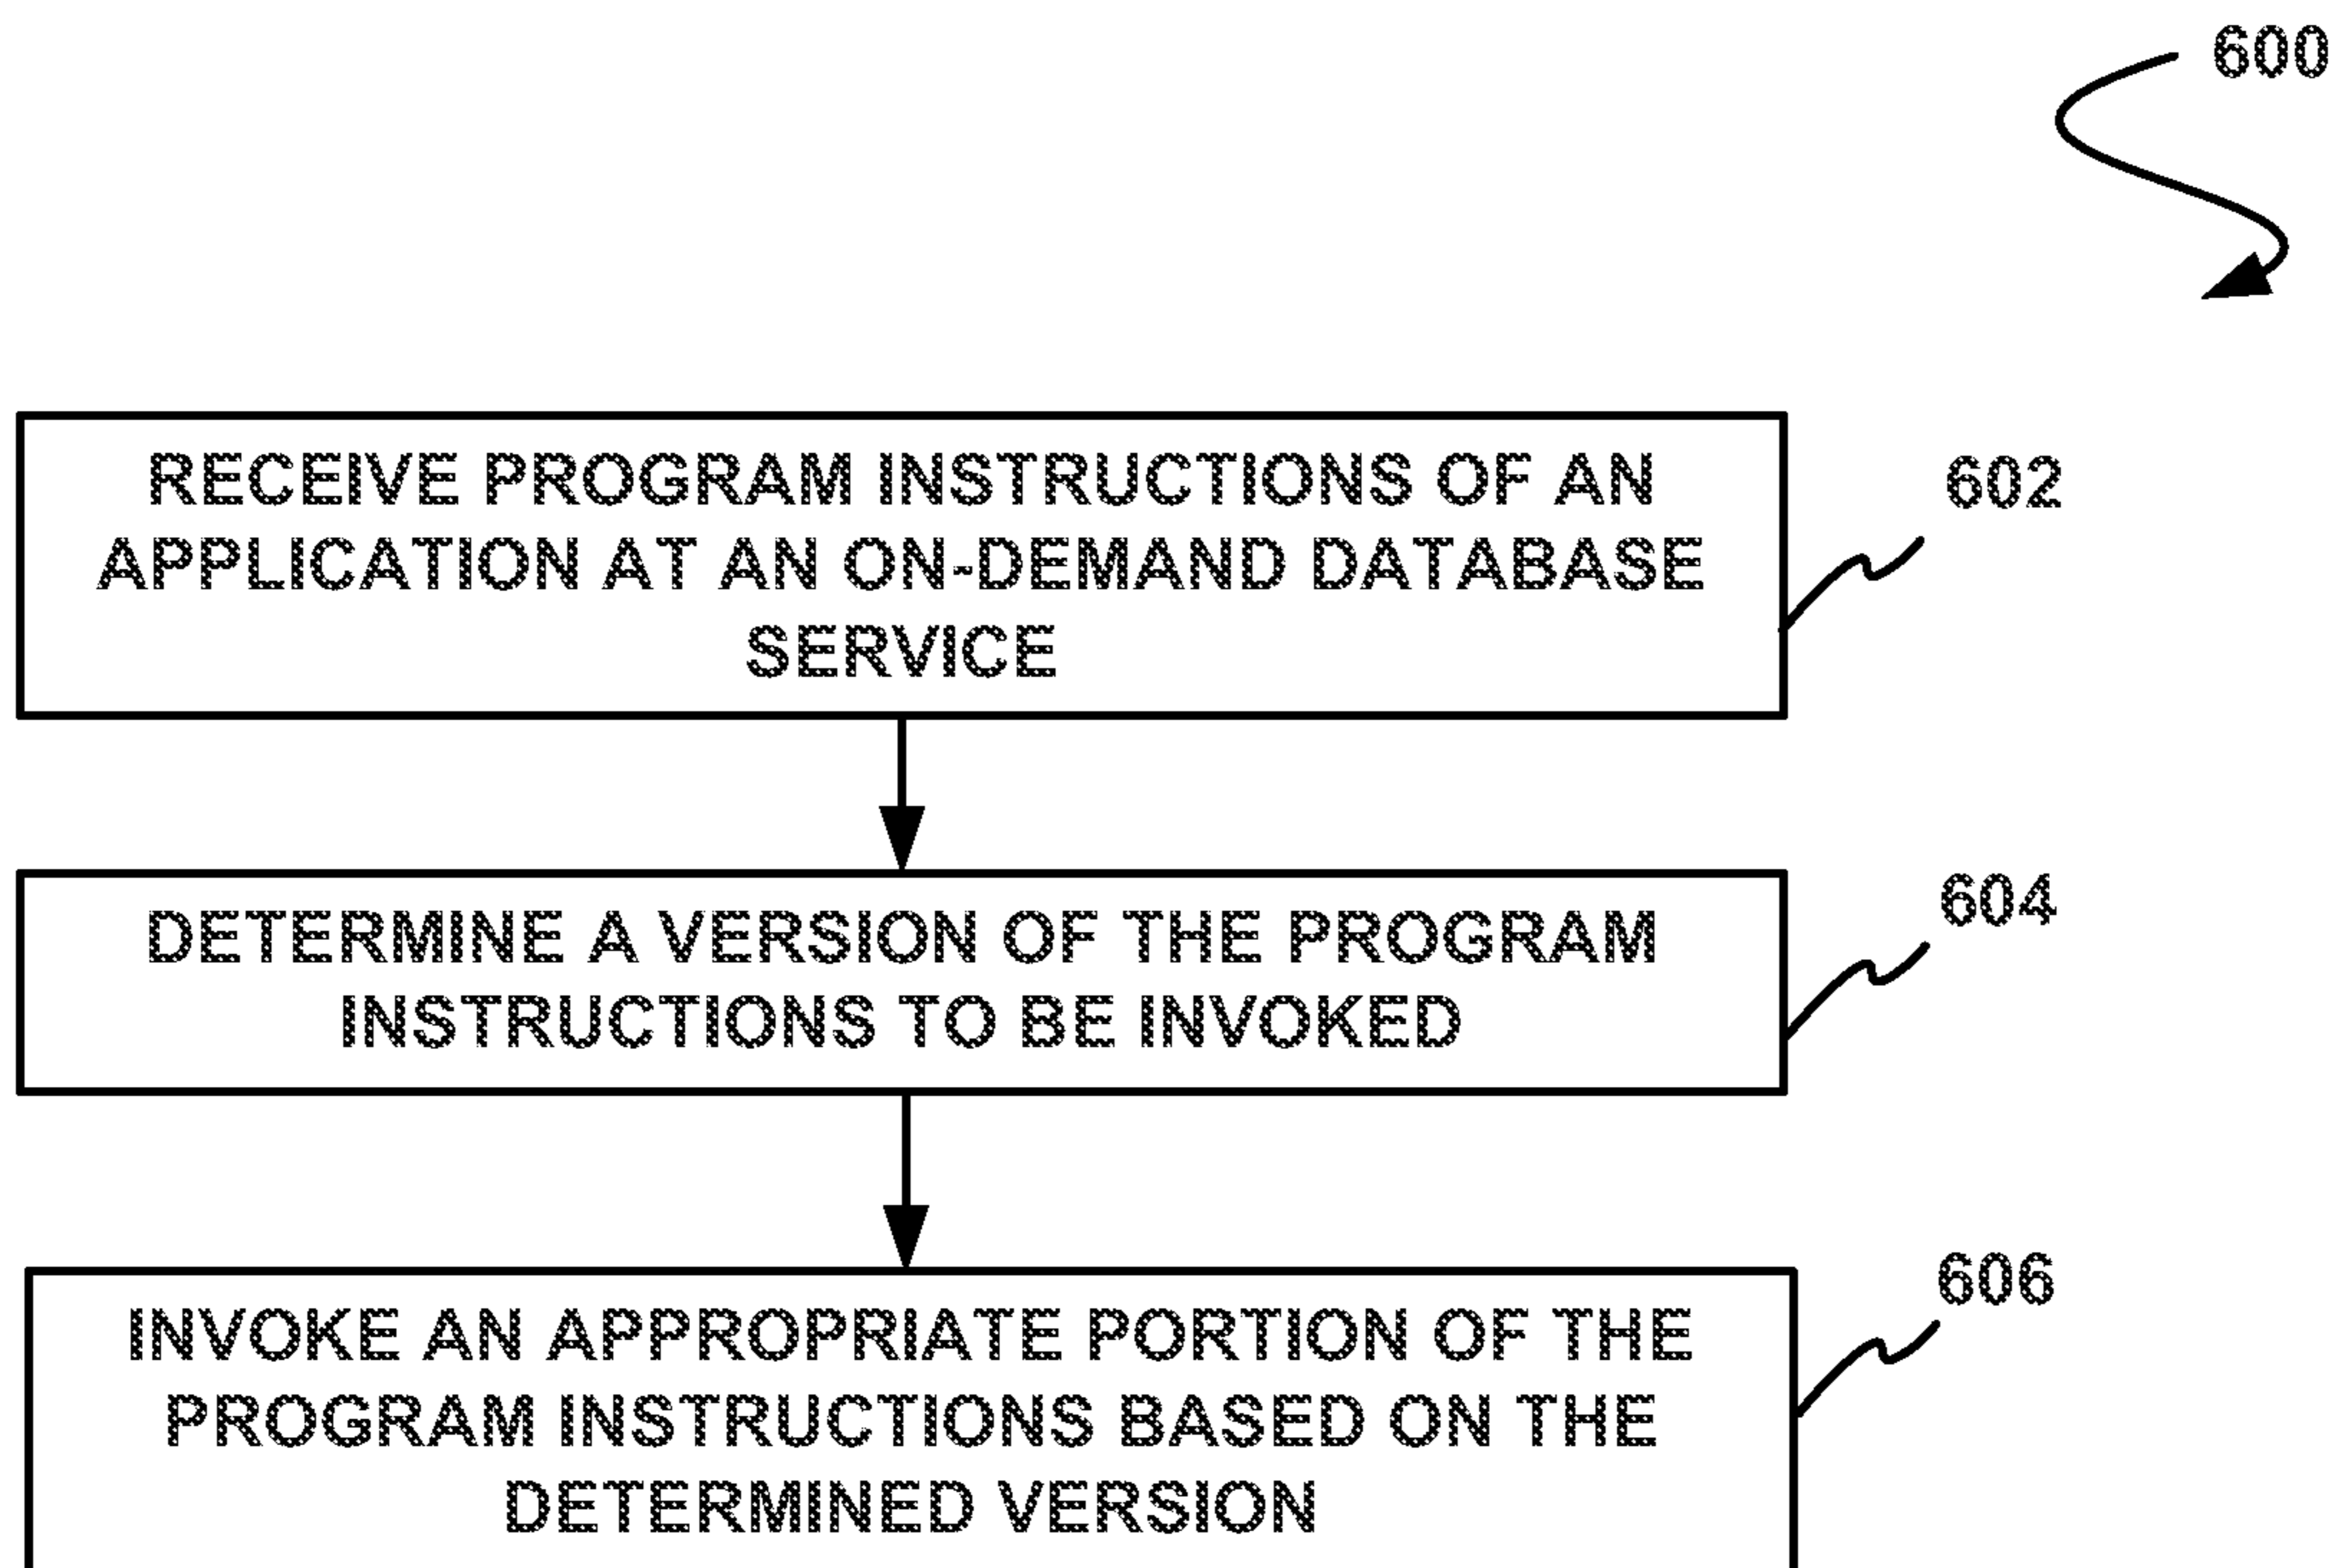 600
RECEIVE PROGRAM INSTRUCTIONS OF AN
APPLICATION AT AN ON-DEMAND DATABASE
SERVICE
602
DETERMINE A VERSION OF THE PROGRAM
INSTRUCTIONS TO BE INVOKED
604
INVOKE AN APPROPRIATE PORTION OF THE
PROGRAM INSTRUCTIONS BASED ON THE
DETERMINED VERSION
606